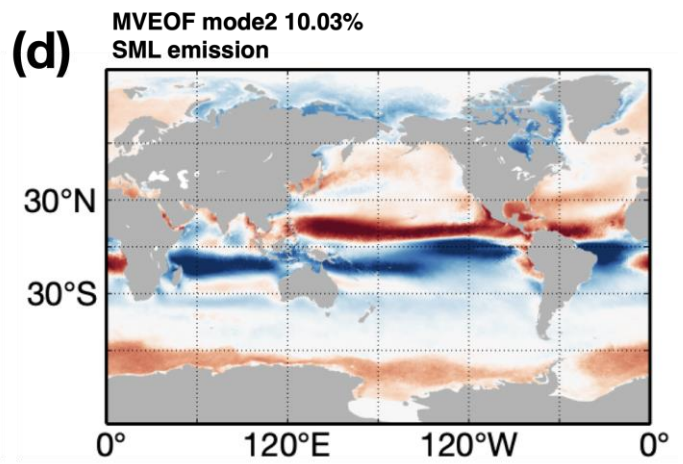 (d)
MVEOF mode2 10.03%
SML emission
30°N
30°S
0° 120°E 120°W 0°